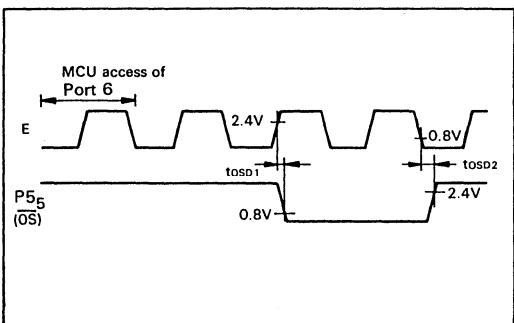 MCU access of
Port 6
E
2.4V
0.8V
tOSD1
tOSD2
P55
(OS)
0.8V
2.4V